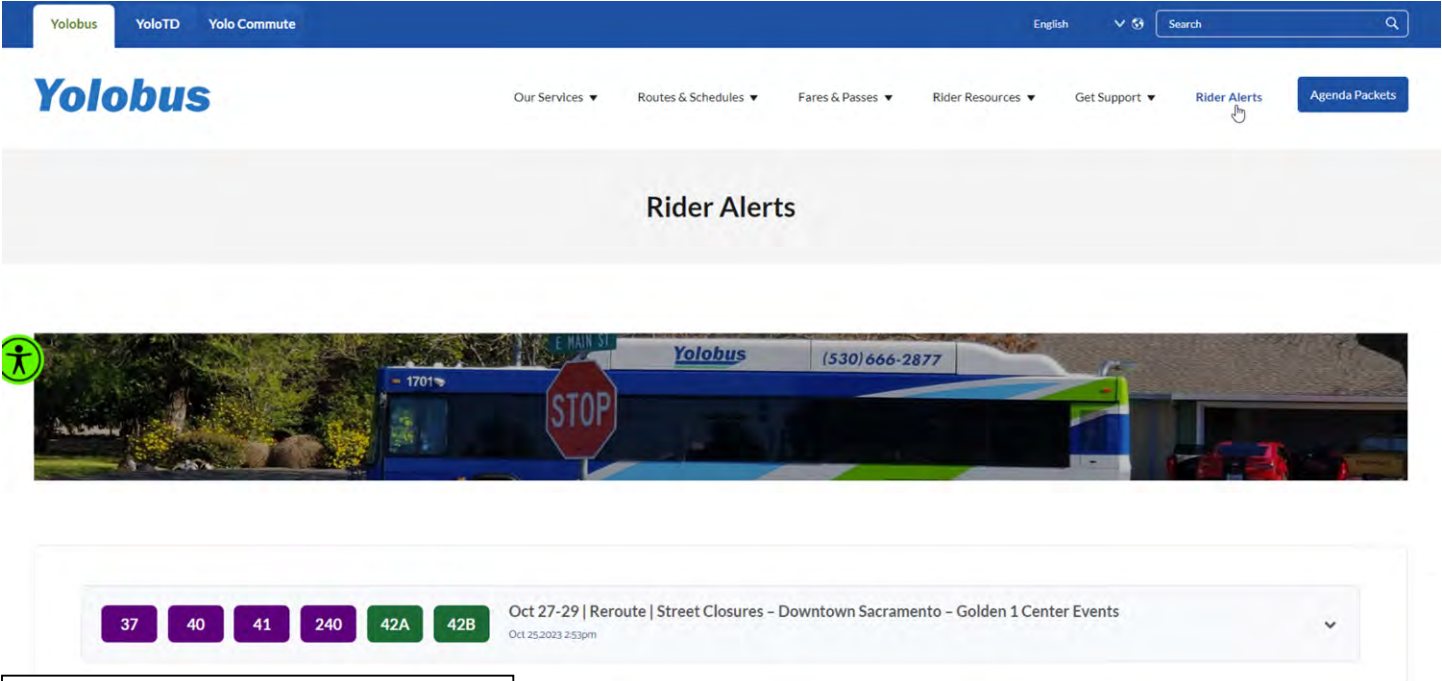 Yolobus YoloTD Yolo Commute English Search
Yolobus
Our Services Routes & Schedules Fares & Passes Rider Resources Get Support Rider Alerts Agenda Packets
Rider Alerts
E MAIN ST
Yolobus (530) 666-2877
1701
STOP
37 40 41 240 42A 42B Oct 27-29 | Reroute | Street Closures – Downtown Sacramento – Golden 1 Center Events
Oct 25,2023 2:53pm